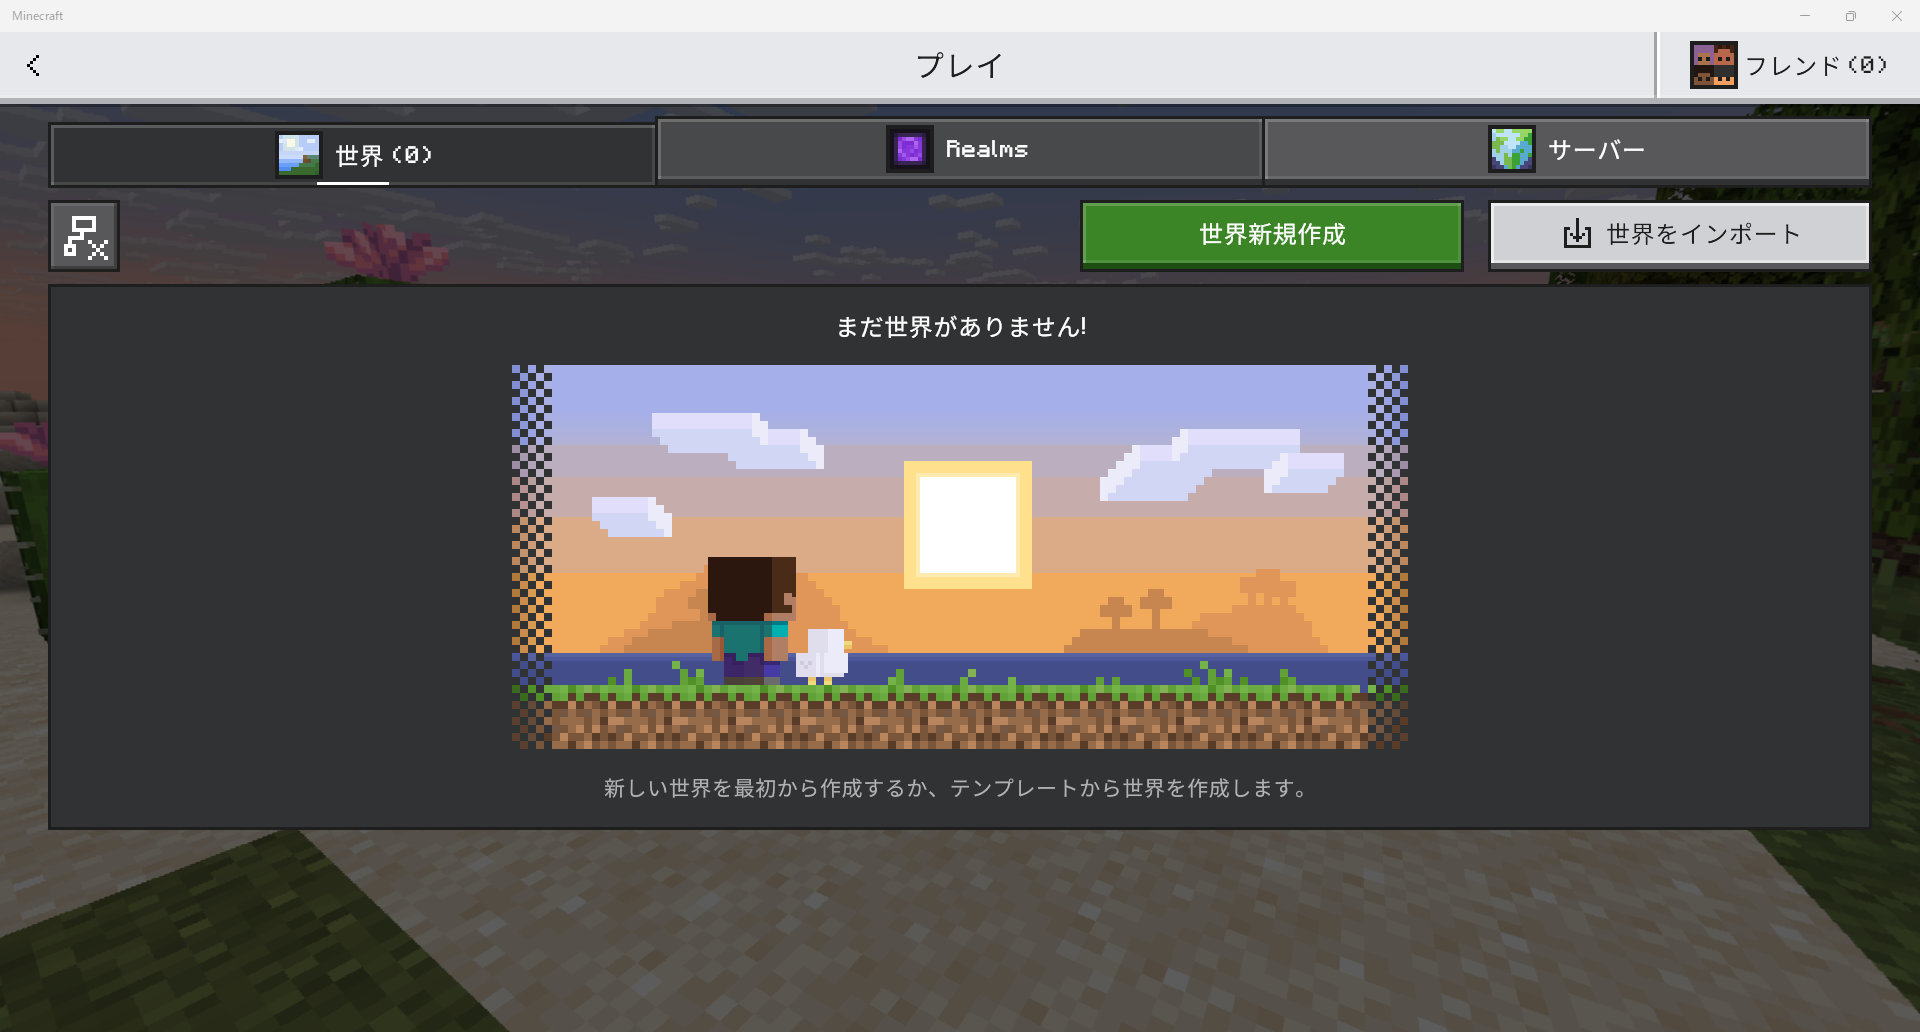 Minecraft
プレイ
フレンド(0)
世界(0)
Realms
サーバー
世界新規作成
世界をインポート
まだ世界がありません!
新しい世界を最初から作成するか、テンプレートから世界を作成します。